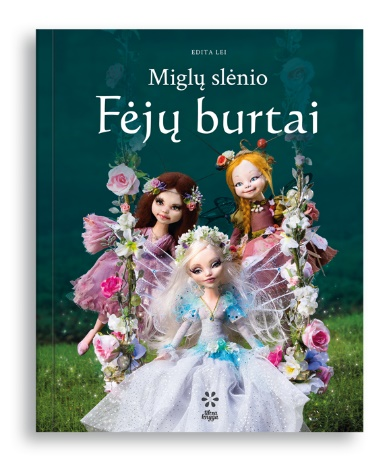 EDITA LEI
Miglų slėnio
Fėjų burtai